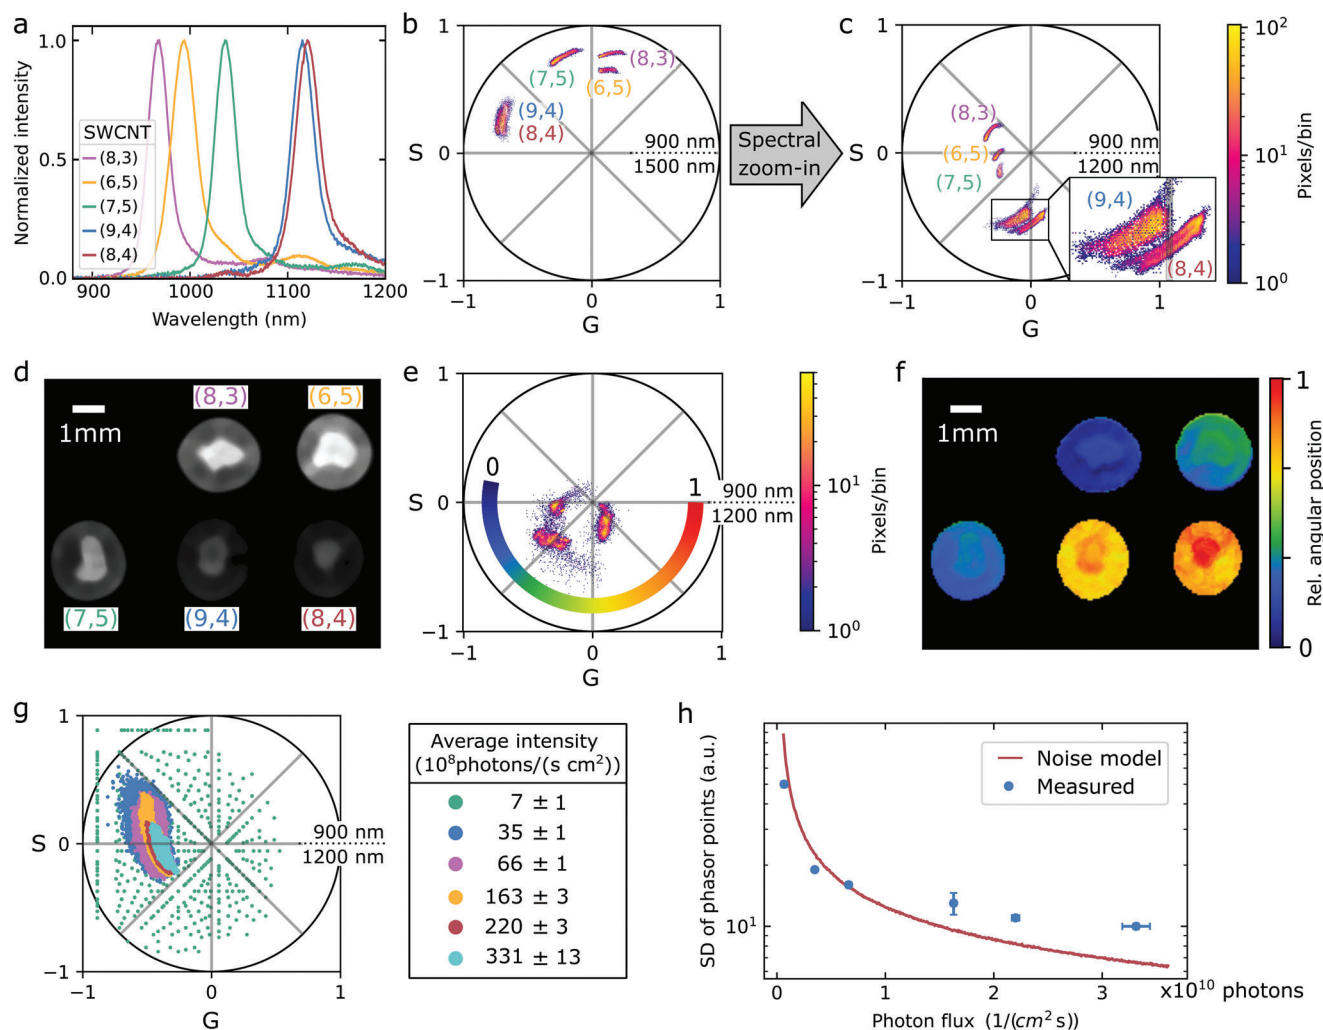 a
Normalized intensity
1.0
0.5
0.0
SWCNT
(8,3)
(6,5)
(7,5)
(9,4)
(8,4)
900
1000
1100
1200
Wavelength (nm)
b
1
S
0
−1
(7,5)
(8,3)
(6,5)
(9,4)
(8,4)
900 nm
1500 nm
−1
0
1
G
Spectral
zoom-in
c
1
S
0
−1
(8,3)
(6,5)
(7,5)
900 nm
1200 nm
(9,4)
(8,4)
−1
0
1
G
10²
10¹
10⁰
Pixels/bin
d
1mm
(8,3)
(6,5)
(7,5)
(9,4)
(8,4)
e
1
S
0
−1
0
1
900 nm
1200 nm
−1
0
1
G
10¹
10⁰
Pixels/bin
f
1mm
1
0
Rel. angular position
g
1
S
0
−1
900 nm
1200 nm
−1
0
1
G
Average intensity
(10⁸photons/(s cm²))
7 ± 1
35 ± 1
66 ± 1
163 ± 3
220 ± 3
331 ± 13
h
SD of phasor points (a.u.)
10¹
Noise model
Measured
0
1
2
3
x10¹⁰ photons
Photon flux (1/(cm² s))